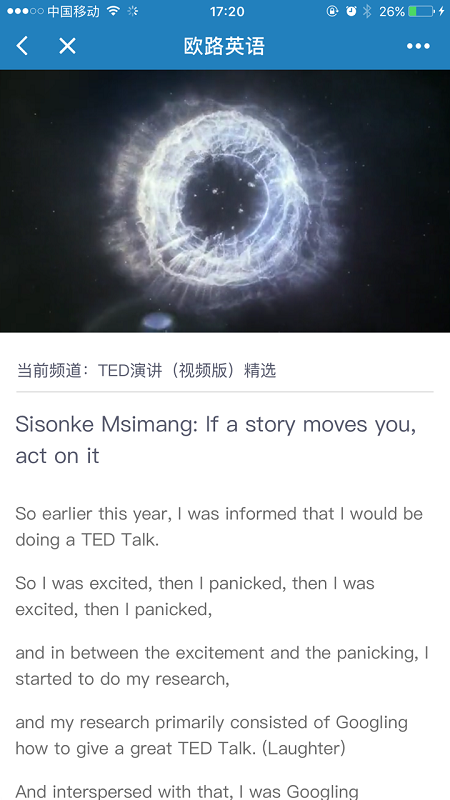 中国移动 17:20 26%
欧路英语
当前频道：TED演讲（视频版）精选
Sisonke Msimang: If a story moves you,
act on it
So earlier this year, I was informed that I would be
doing a TED Talk.
So I was excited, then I panicked, then I was
excited, then I panicked,
and in between the excitement and the panicking, I
started to do my research,
and my research primarily consisted of Googling
how to give a great TED Talk. (Laughter)
And interspersed with that, I was Googling